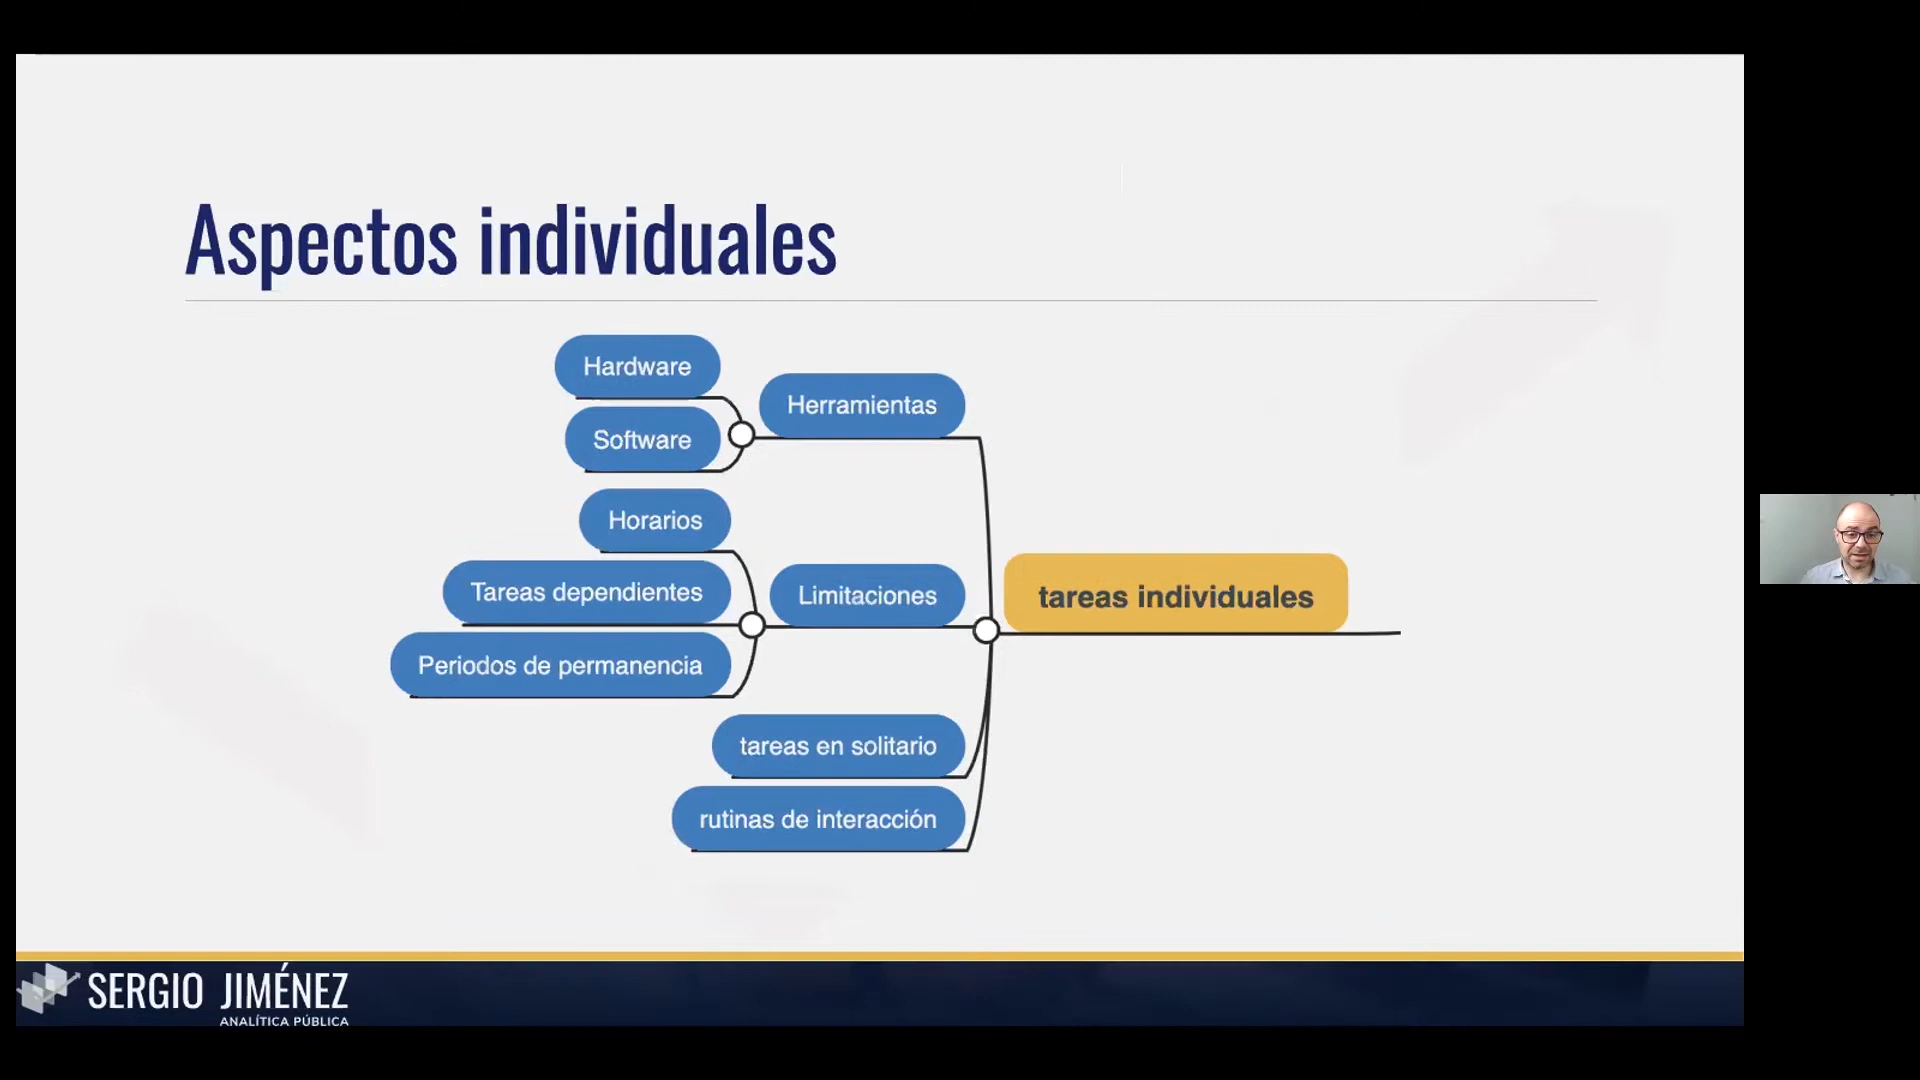 Aspectos individuales
Hardware
Software
Herramientas
Horarios
Tareas dependientes
Periodos de permanencia
Limitaciones
tareas individuales
tareas en solitario
rutinas de interacción
SERGIO JIMÉNEZ
ANALÍTICA PÚBLICA